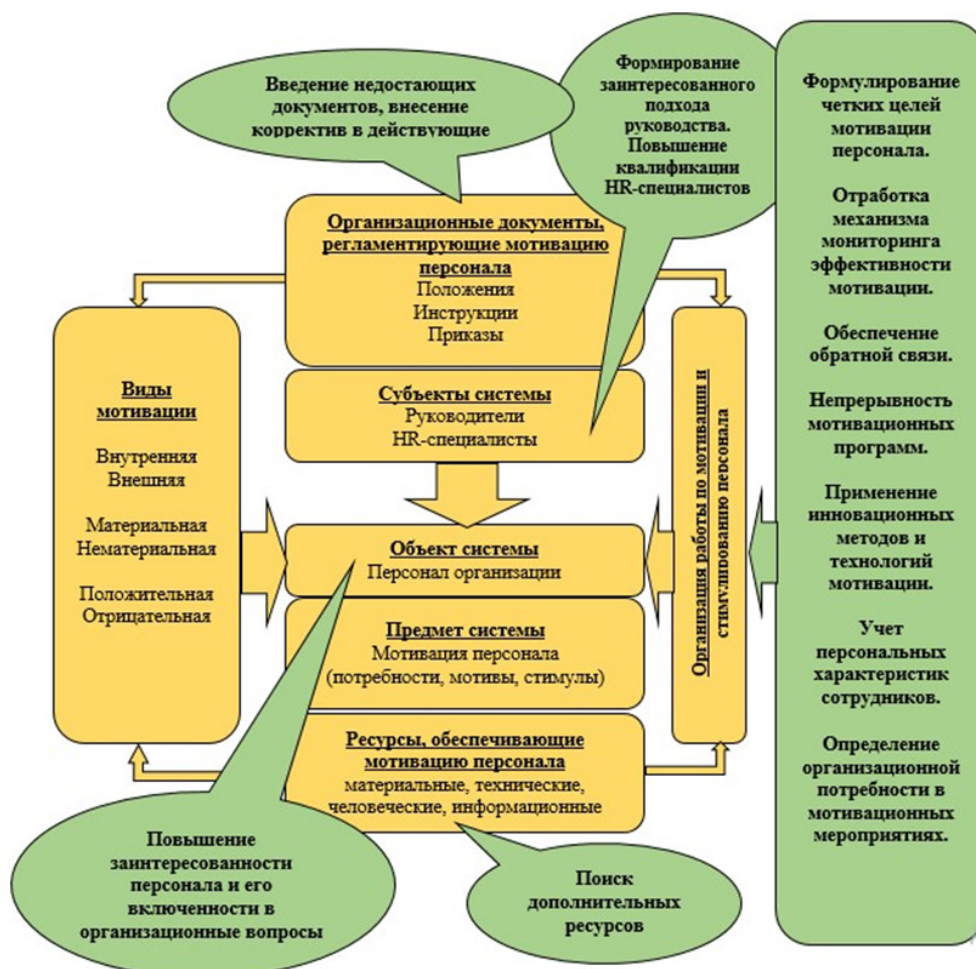 Введение недостающих
документов, внесение
корректив в действующие
Формирование
заинтересованного
подхода
руководства.
Повышение
квалификации
HR-специалистов
Формулирование
четких целей
мотивации
персонала.
Отработка
механизма
мониторинга
эффективности
мотивации.
Обеспечение
обратной связи.
Непрерывность
мотивационных
программ.
Применение
инновационных
методов и
технологий
мотивации.
Учет
персональных
характеристик
сотрудников.
Определение
организационной
потребности в
мотивационных
мероприятиях.
Организационные документы,
регламентирующие мотивацию
персонала
Положения
Инструкции
Приказы
Субъекты системы
Руководители
HR-специалисты
Виды
мотивации
Внутренняя
Внешняя
Материальная
Нематериальная
Положительная
Отрицательная
Объект системы
Персонал организации
Предмет системы
Мотивация персонала
(потребности, мотивы, стимулы)
Ресурсы, обеспечивающие
мотивацию персонала
материальные, технические,
человеческие, информационные
Организация работы по мотивации и
стимулированию персонала
Повышение
заинтересованности
персонала и его
включенности в
организационные вопросы
Поиск
дополнительных
ресурсов